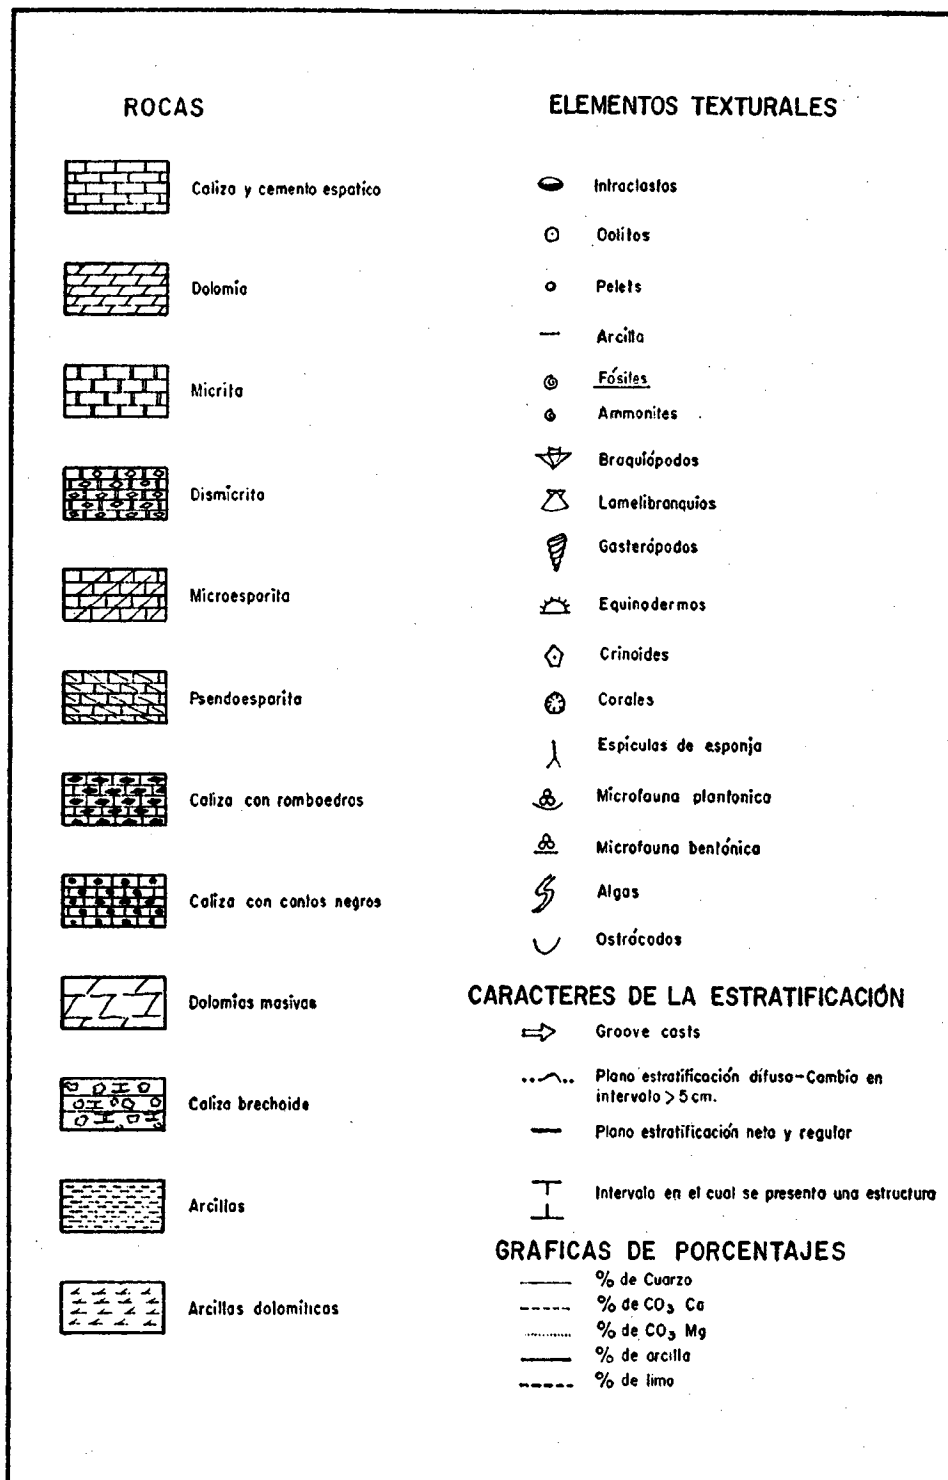 ROCAS
Caliza y cemento espatico
Dolomía
Micrita
Dismicrita
Microesparita
Psendoesparita
Caliza con romboedros
Caliza con cantos negros
Dolomías masivas
Caliza brechoide
Arcillas
Arcillas dolomíticas
ELEMENTOS TEXTURALES
Intraclastos
Oolitos
Pelets
Arcilla
Fósiles
Ammonites
Braquiópodos
Lamelibranquios
Gasterópodos
Equinodermos
Crinoides
Corales
Espículas de esponja
Microfauna plantonica
Microfauna bentónica
Algas
Ostrácodos
CARACTERES DE LA ESTRATIFICACIÓN
Groove casts
Plano estratificación difusa-Cambio en
intervalo > 5 cm.
Plano estratificación neta y regular
Intervalo en el cual se presenta una estructura
GRAFICAS DE PORCENTAJES
% de Cuarzo
% de CO₃ Ca
% de CO₃ Mg
% de arcilla
% de limo